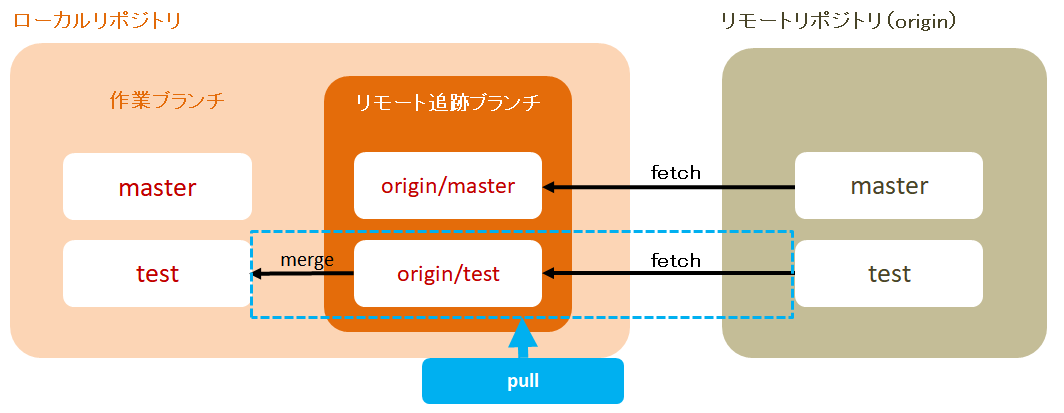 ローカルリポジトリ
リモートリポジトリ(origin)
作業ブランチ
リモート追跡ブランチ
master
origin/master
fetch
master
test
merge
origin/test
fetch
test
pull